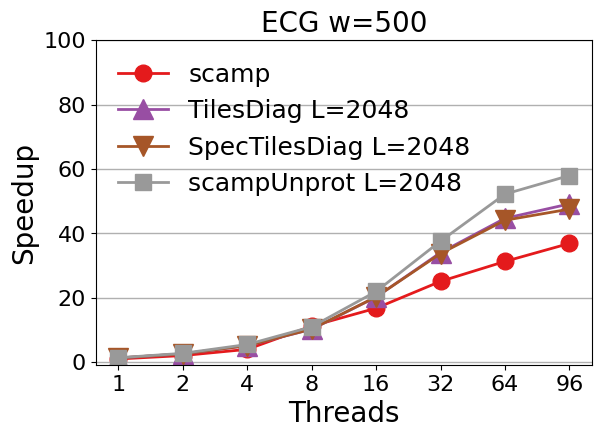 ECG w=500
Speedup
100
80
60
40
20
0
scamp
TilesDiag L=2048
SpecTilesDiag L=2048
scampUnprot L=2048
1 2 4 8 16 32 64 96
Threads